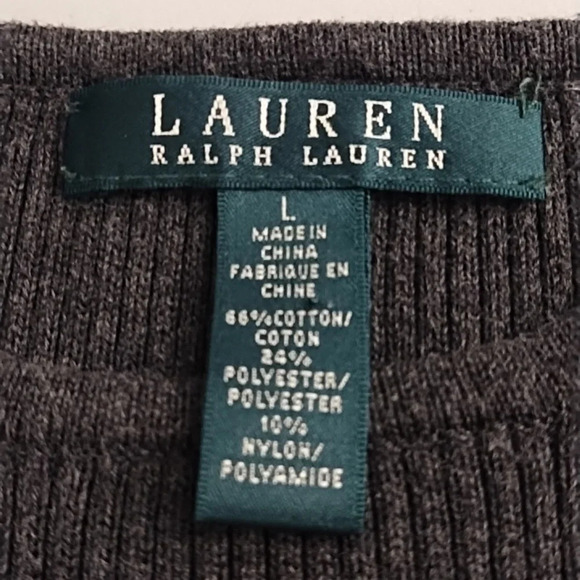 LAUREN
RALPH LAUREN
L
MADE IN
CHINA
FABRIQUE EN
CHINE
66% COTTON/
COTON
24%
POLYESTER/
POLYESTER
10%
NYLON/
POLYAMIDE